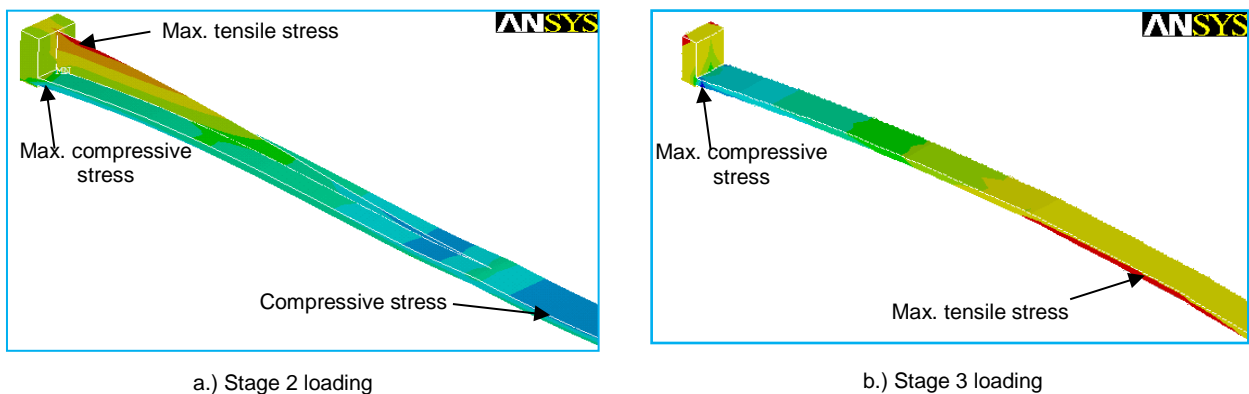 ANSYS
Max. tensile stress
Max. compressive
stress
Compressive stress
a.) Stage 2 loading
ANSYS
Max. compressive
stress
Max. tensile stress
b.) Stage 3 loading